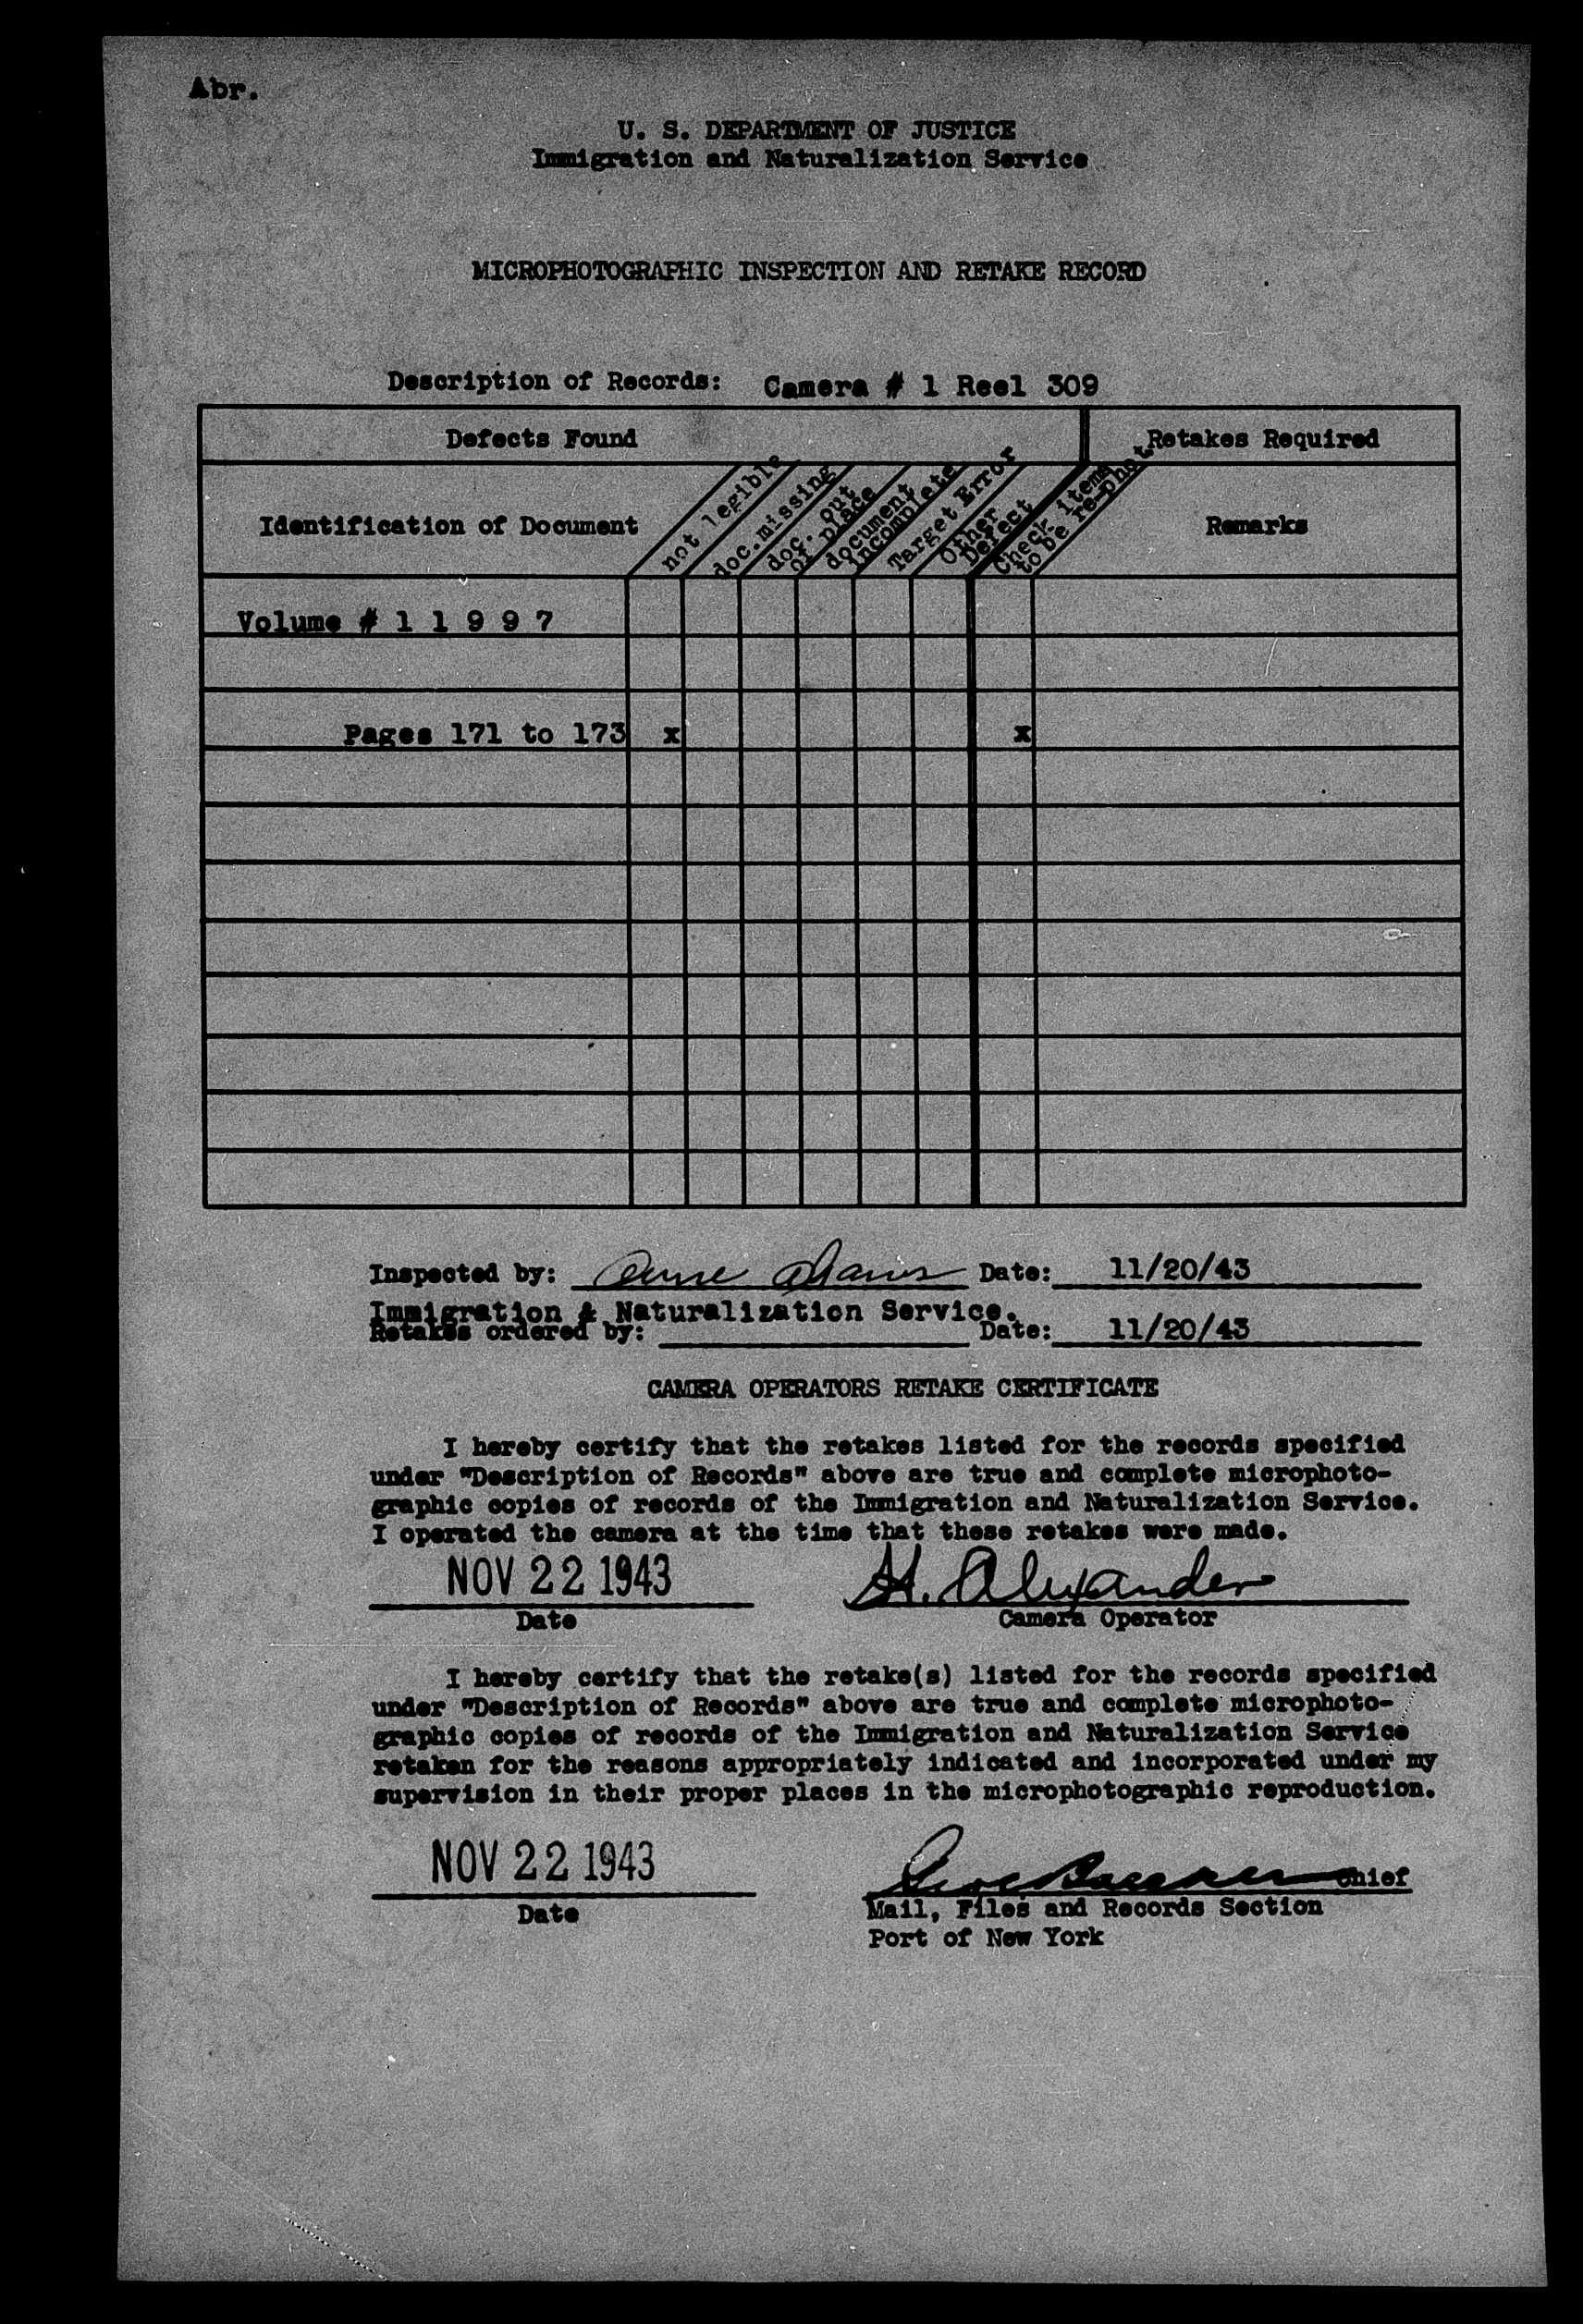 Abr.
U. S. DEPARTMENT OF JUSTICE
Immigration and Naturalization Service
MICROPHOTOGRAPHIC INSPECTION AND RETAKE RECORD
Description of Records: Camera # 1 Reel 309
Defects Found Retakes Required
Identification of Document
not legible
doc. missing
doc. out
of place
document
incomplete
Target Error
Other
Defect
Check items
to be re-phot
Remarks
Volume # 1 1 9 9 7
Pages 171 to 173 x x
Inspected by: Anne Date: 11/20/43
Immigration & Naturalization Service.
Retakes ordered by: Date: 11/20/43
CAMERA OPERATORS RETAKE CERTIFICATE
I hereby certify that the retakes listed for the records specified
under "Description of Records" above are true and complete microphoto-
graphic copies of records of the Immigration and Naturalization Service.
I operated the camera at the time that these retakes were made.
NOV 22 1943 H. Alexander
Date Camera Operator
I hereby certify that the retake(s) listed for the records specified
under "Description of Records" above are true and complete microphoto-
graphic copies of records of the Immigration and Naturalization Service
retaken for the reasons appropriately indicated and incorporated under my
supervision in their proper places in the microphotographic reproduction.
NOV 22 1943 Chief
Date Mail, Files and Records Section
Port of New York